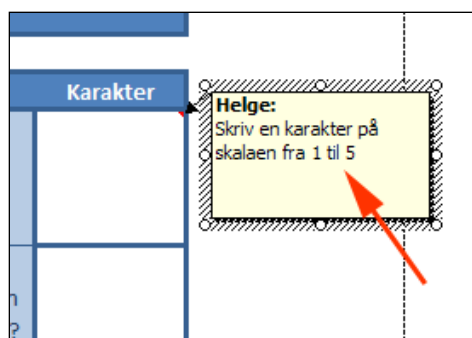 Karakter
Helge:
Skriv en karakter på
skalaen fra 1 til 5
n
?